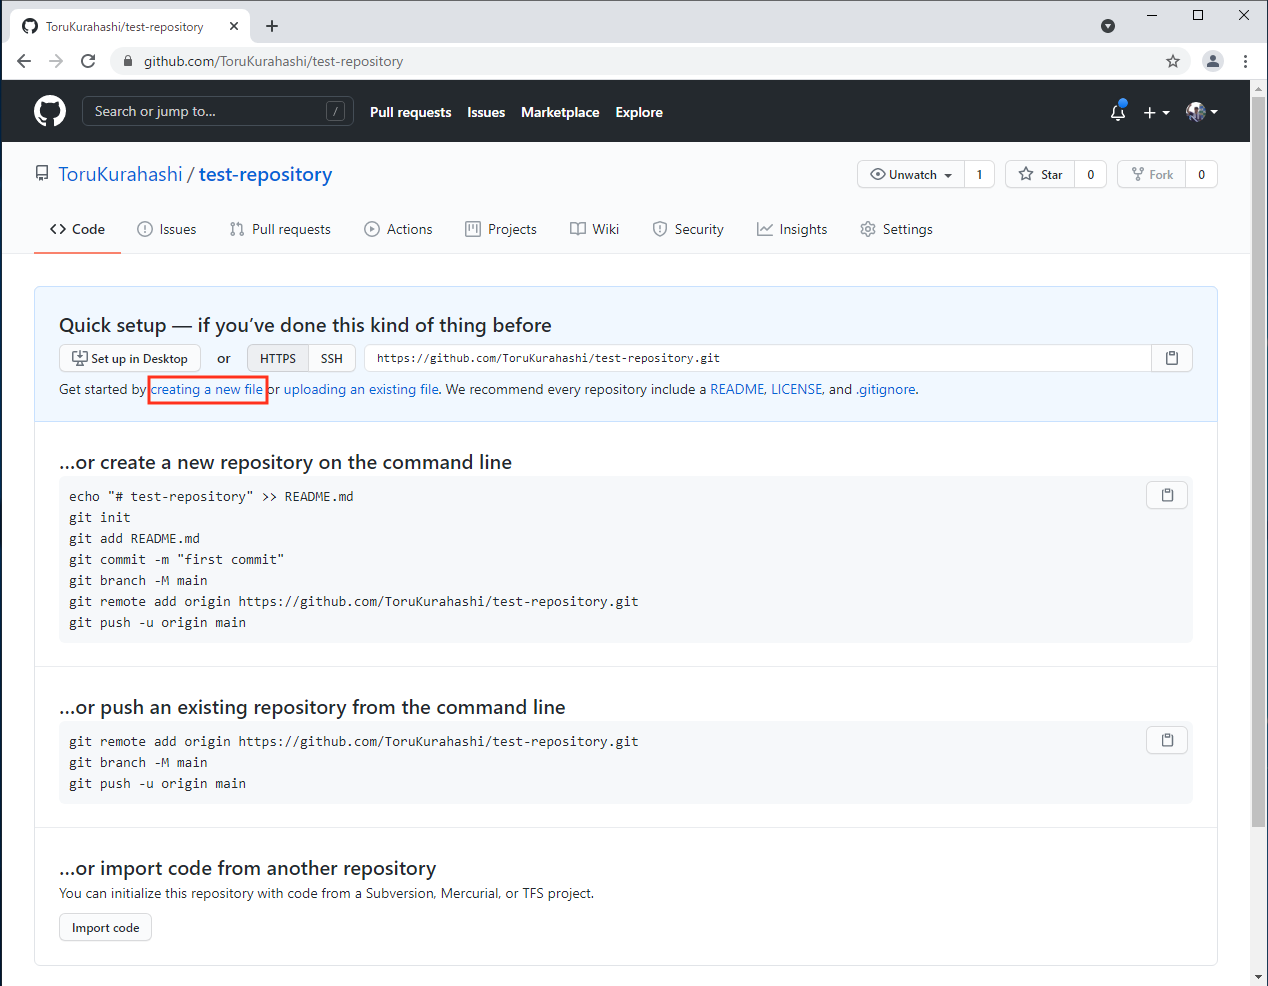 ToruKurahashi/test-repository
github.com/ToruKurahashi/test-repository
Search or jump to... / Pull requests Issues Marketplace Explore
ToruKurahashi / test-repository Unwatch 1 Star 0 Fork 0
Code Issues Pull requests Actions Projects Wiki Security Insights Settings
Quick setup — if you’ve done this kind of thing before
Set up in Desktop or HTTPS SSH https://github.com/ToruKurahashi/test-repository.git
Get started by creating a new file or uploading an existing file. We recommend every repository include a README, LICENSE, and .gitignore.
…or create a new repository on the command line
echo "# test-repository" >> README.md
git init
git add README.md
git commit -m "first commit"
git branch -M main
git remote add origin https://github.com/ToruKurahashi/test-repository.git
git push -u origin main
…or push an existing repository from the command line
git remote add origin https://github.com/ToruKurahashi/test-repository.git
git branch -M main
git push -u origin main
…or import code from another repository
You can initialize this repository with code from a Subversion, Mercurial, or TFS project.
Import code